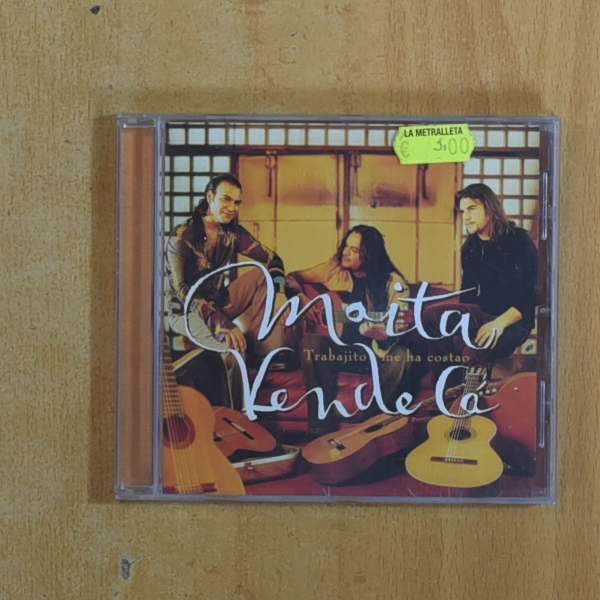 LA METRALLETA
€ 3,00
Maita
Trabajito me ha costao
Vende Cá